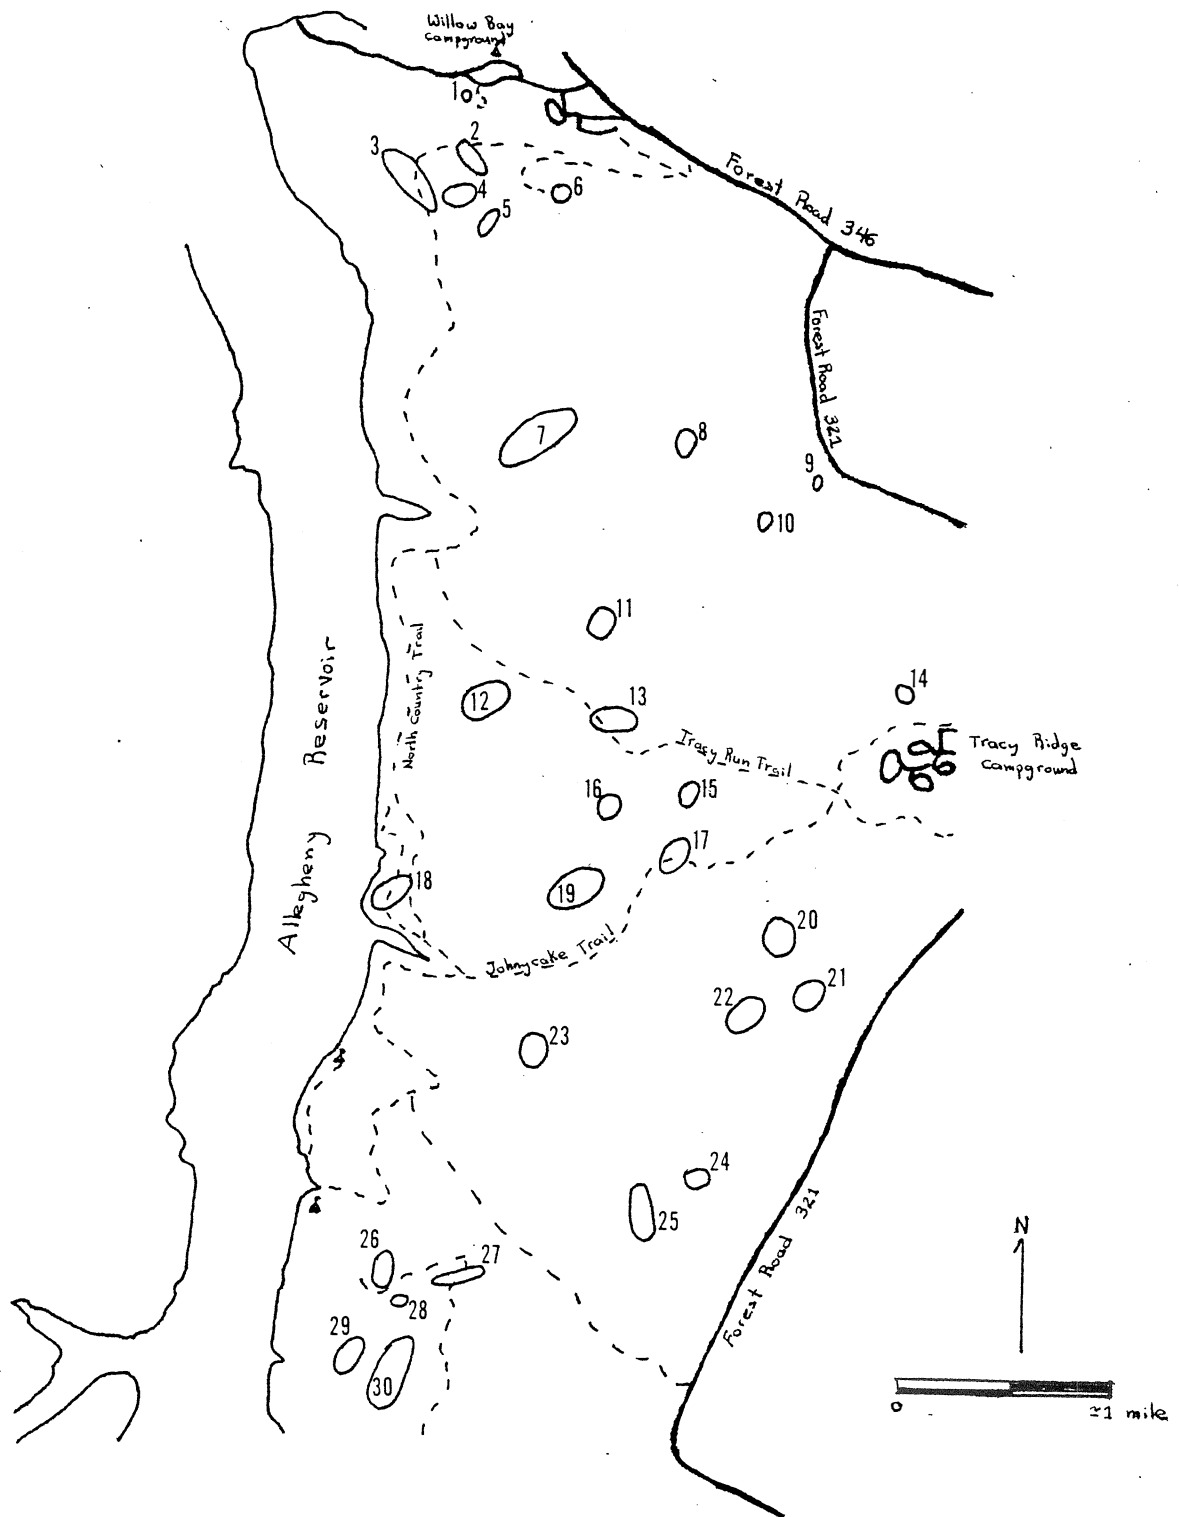 Willow Bay
campground
1
2
3
4
5
6
Forest Road 346
Forest Road 321
7
8
9
10
11
12
13
14
North Country Trail
Allegheny Reservoir
Tracy Run Trail
Tracy Ridge
Campground
15
16
17
18
19
Johnycake Trail
20
21
22
23
24
25
26
27
28
29
30
Forest Road 321
N
0
≃1 mile